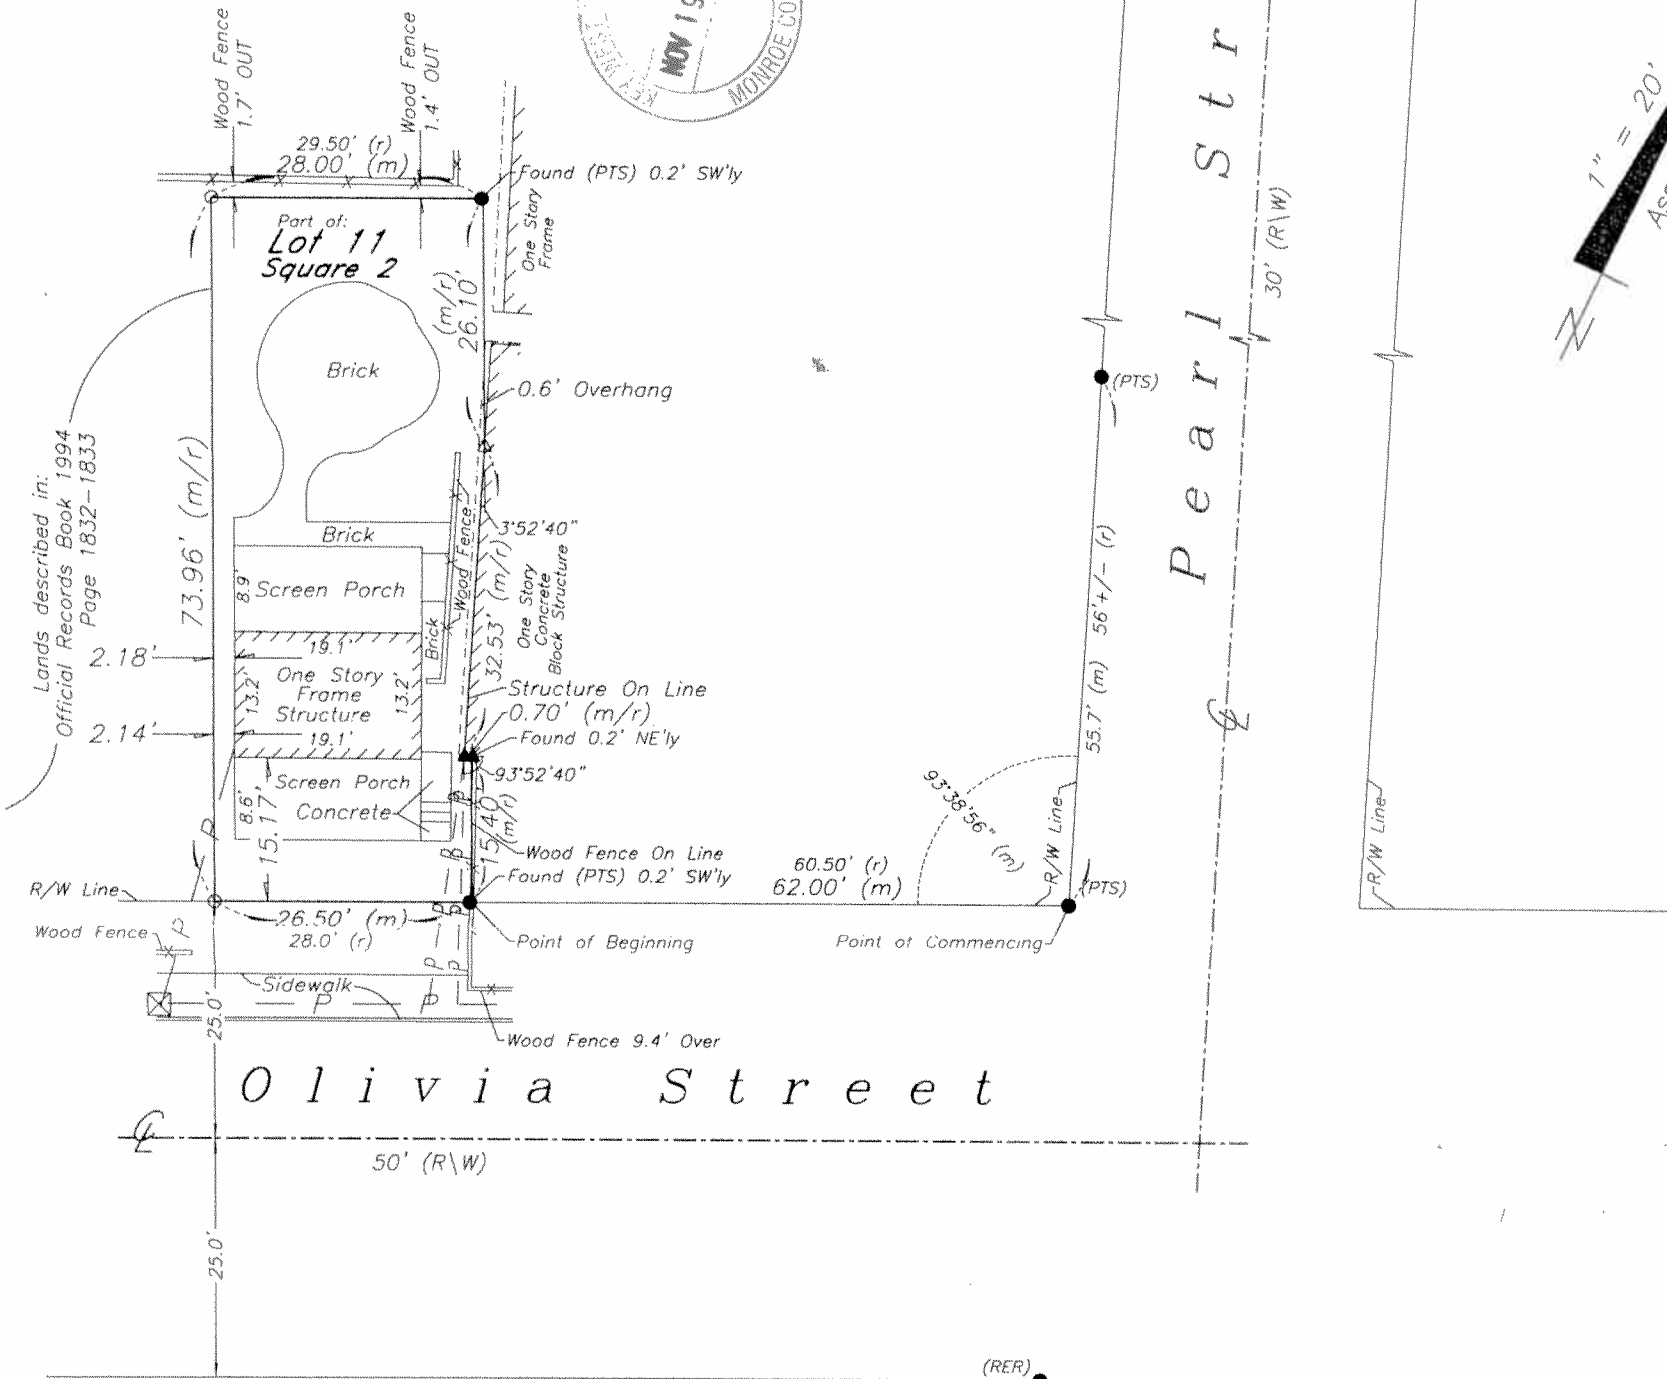 Wood Fence
1.7' OUT
Wood Fence
1.4' OUT
KEY WEST
NOV 19
MONROE CO
29.50' (r)
28.00' (m)
Found (PTS) 0.2' SW'ly
One Story
Frame
Part of:
Lot 11
Square 2
(m/r)
26.10'
Brick
0.6' Overhang
Lands described in:
Official Records Book 1994
Page 1832-1833
73.96' (m/r)
3°52'40"
Brick
Wood Fence
32.53' (m/r)
One Story
Concrete
Block Structure
8.9'
Screen Porch
Brick
2.18'
19.1'
One Story
Frame
Structure
13.2'
13.2'
19.1'
2.14'
Structure On Line
0.70' (m/r)
Found 0.2' NE'ly
93°52'40"
Screen Porch
Concrete
8.6'
15.17'
15.40
(m/r)
P
P
P
Wood Fence On Line
Found (PTS) 0.2' SW'ly
R/W Line
26.50' (m)
28.0' (r)
Point of Beginning
60.50' (r)
62.00' (m)
93°38'56" (m)
R/W Line
(PTS)
Point of Commencing
55.7' (m) 56'+/- (r)
(PTS)
Pearl Str
30' (R\W)
℄
R/W Line
1" = 20'
N
Wood Fence
P
P
P
P
P
Sidewalk
P
P
25.0'
Wood Fence 9.4' Over
Olivia Street
℄
50' (R\W)
25.0'
(RER)